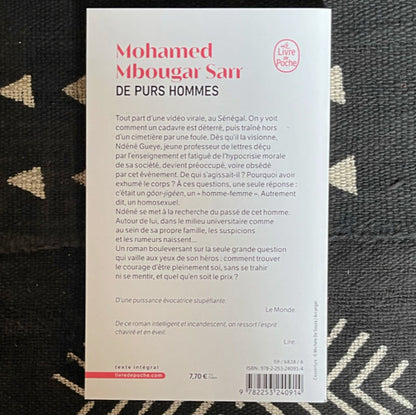 Mohamed
Mbougar Sarr
DE PURS HOMMES
Le Livre de Poche
Tout part d'une vidéo virale, au Sénégal. On y voit
comment un cadavre est déterré, puis traîné hors
d'un cimetière par une foule. Dès qu'il la visionne,
Ndéné Gueye, jeune professeur de lettres déçu
par l'enseignement et fatigué de l'hypocrisie morale
de sa société, devient préoccupé, voire obsédé
par cet événement. De qui s'agissait-il ? Pourquoi avoir
exhumé le corps ? À ces questions, une seule réponse :
c'était un góor-jigéen, un « homme-femme ». Autrement
dit, un homosexuel.
Ndéné se met à la recherche du passé de cet homme.
Autour de lui, dans le milieu universitaire comme
au sein de sa propre famille, les suspicions
et les rumeurs naissent...
Un roman bouleversant sur la seule grande question
qui vaille aux yeux de son héros : comment trouver
le courage d'être pleinement soi, sans se trahir
ni se mentir, et quel qu'en soit le prix ?
D'une puissance évocatrice stupéfiante.
Le Monde.
De ce roman intelligent et incandescent, on ressort l'esprit
chaviré et en éveil.
Lire.
texte intégral
livredepoche.com
7,70 €
ISBN : 978-2-253-24091-4
9 782253 240914